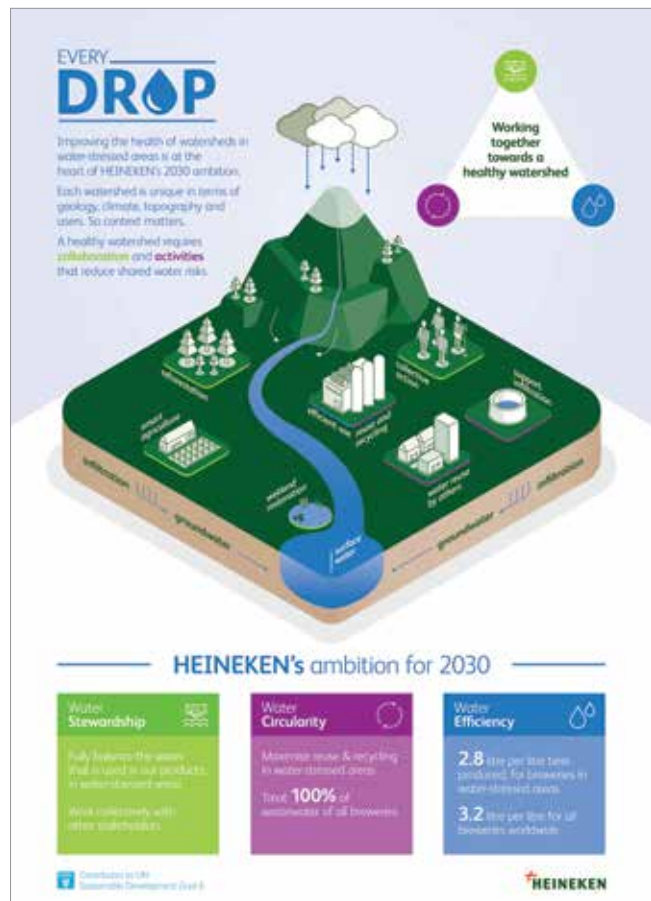 EVERY
DROP
Improving the health of watersheds in
water-stressed areas is at the
heart of HEINEKEN's 2030 ambition.
Each watershed is unique in terms of
geology, climate, topography and
users. So context matters.
A healthy watershed requires
collaboration and activities
that reduce shared water risks.
Working
together
towards a
healthy watershed
reforestation
collective
action
support
infiltration
efficient use
reuse and
recycling
smart
agriculture
water reuse
by others
wetland
restoration
infiltration
groundwater
surface
water
groundwater
infiltration
HEINEKEN's ambition for 2030
Water
Stewardship
Fully balance the water
that is used in our products,
in water-stressed areas
Work collectively with
other stakeholders
Water
Circularity
Maximise reuse & recycling
in water-stressed areas
Treat 100% of
wastewater of all breweries
Water
Efficiency
2.8 litre per litre beer
produced, for breweries in
water-stressed areas
3.2 litre per litre for all
breweries worldwide
Contributes to UN
Sustainable Development Goal 6
HEINEKEN